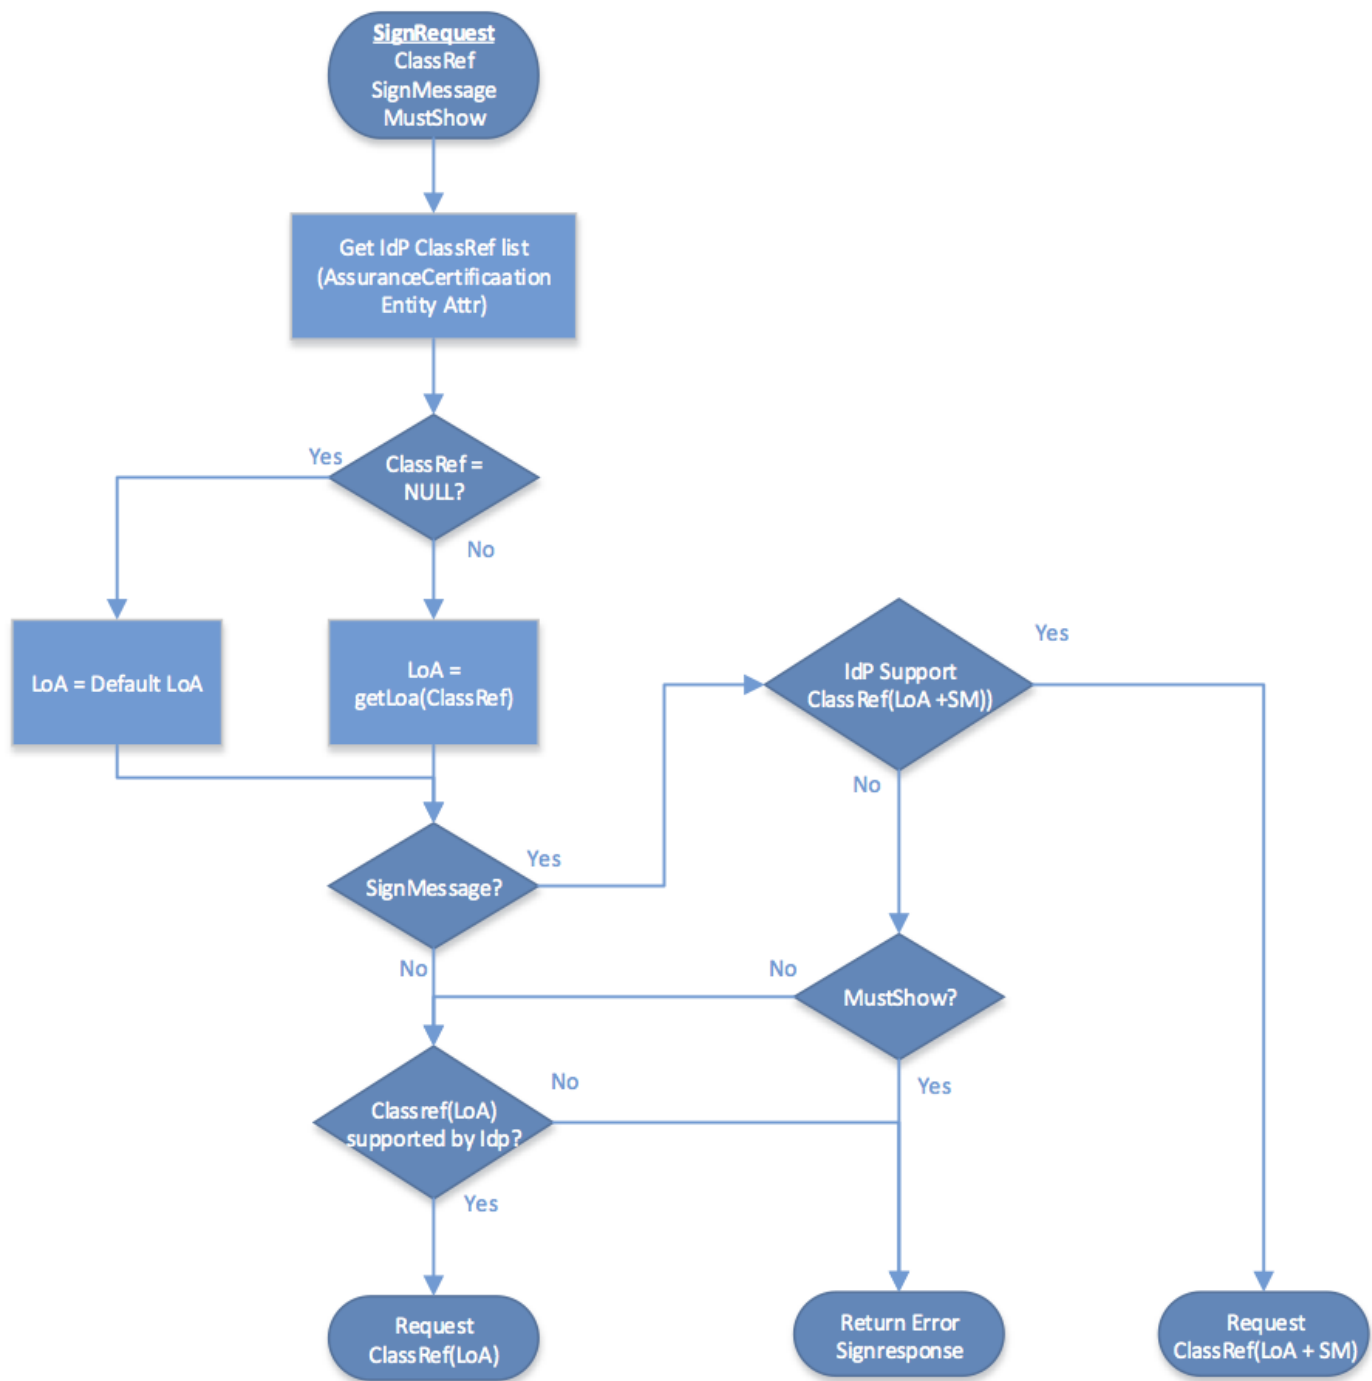 SignRequest
ClassRef
SignMessage
MustShow
Get IdP ClassRef list
(AssuranceCertificaation
Entity Attr)
Yes
ClassRef =
NULL?
No
LoA = Default LoA
LoA =
getLoa(ClassRef)
IdP Support
ClassRef(LoA +SM))
Yes
No
SignMessage?
Yes
No
No
MustShow?
Yes
Classref(LoA)
supported by Idp?
No
Yes
Request
ClassRef(LoA)
Return Error
Signresponse
Request
ClassRef(LoA + SM)